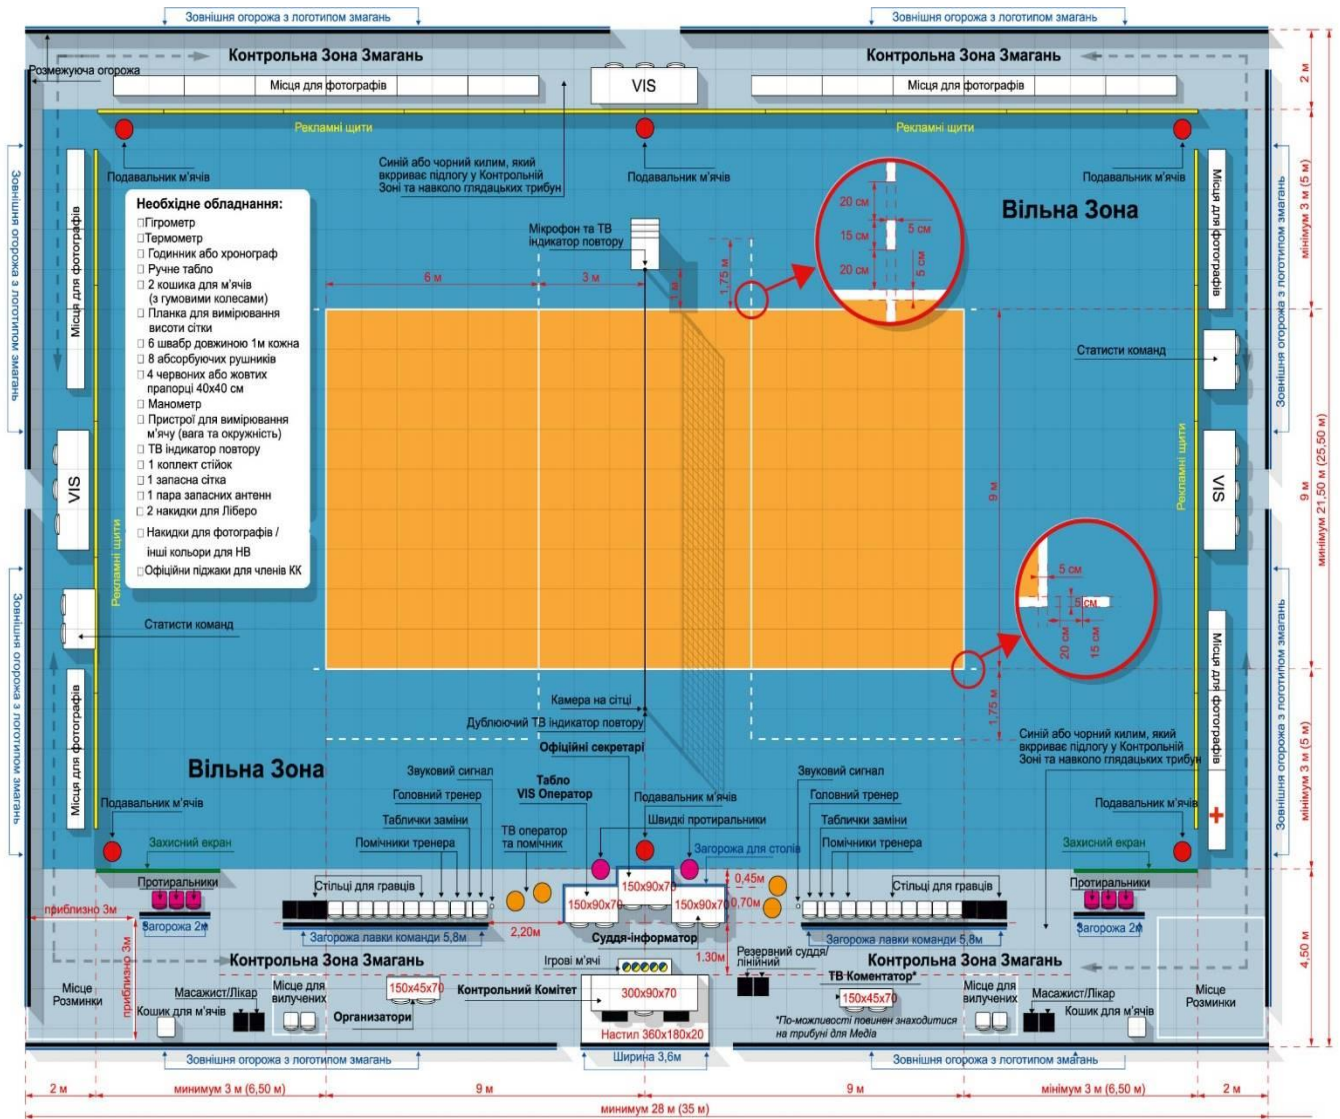 Зовнішня огорожа з логотипом змагань
Зовнішня огорожа з логотипом змагань
Контрольна Зона Змагань
Контрольна Зона Змагань
Розмежуюча огорожа
Місця для фотографів
VIS
Місця для фотографів
2 м
Рекламні щити
Рекламні щити
Подавальник м'ячів
Синій або чорний килим, який
вкрриває підлогу у Контрольній
Зоні та навколо глядацьких трибун
Подавальник м'ячів
Подавальник м'ячів
Зовнішня огорожа з логотипом змагань
Місця для фотографів
Необхідне обладнання:
Гігрометр
Термометр
Годинник або хронограф
Ручне табло
2 кошика для м'ячів
(з гумовими колесами)
Планка для вимірювання
висоти сітки
6 швабр довжиною 1м кожна
8 абсорбуючих рушників
4 червоних або жовтих
прапорці 40x40 см
Манометр
Пристрої для вимірювання
м'ячу (вага та окружність)
ТВ індикатор повтору
1 коплект стійок
1 запасна сітка
1 пара запасних антенн
2 накидки для Ліберо
Накидки для фотографів /
інші кольори для НВ
Офіційни піджаки для членів КК
Мікрофон та ТВ
індикатор повтору
6 м
3 м
1 м
1,75 м
20 см
15 см
5 см
20 см
5 см
Вільна Зона
Місця для фотографів
Зовнішня огорожа з логотипом змагань
мінімум 3 м (5 м)
Статисти команд
VIS
Рекламні щити
Рекламні щити
VIS
9 м
9 м
минімум 21,50 м (25,50 м)
5 см
5 см
20 см
15 см
Статисти команд
Зовнішня огорожа з логотипом змагань
Місця для фотографів
Місця для фотографів
Зовнішня огорожа з логотипом змагань
Камера на сітці
Дублюючий ТВ індикатор повтору
1,75 м
Офіційні секретарі
Синій або чорний килим, який
вкрриває підлогу у Контрольній
Зоні та навколо глядацьких трибун
мінімум 3 м (5 м)
Вільна Зона
Звуковий сигнал
Табло
VIS Оператор
Подавальник м'ячів
Звуковий сигнал
Головний тренер
Головний тренер
Подавальник м'ячів
Таблички заміни
Швидкі протиральники
Таблички заміни
Подавальник м'ячів
Захисний екран
Помічники тренера
ТВ оператор
та помічник
Загорожа для столів
Помічники тренера
Захисний екран
Протиральники
Стільці для гравців
150x90x70
0,45м
Стільці для гравців
Протиральники
150x90x70
150x90x70
0,70м
приблизно 3м
Загорожа 2м
2,20м
Загорожа 2м
Загорожа лавки команди 5,8м
Суддя-інформатор
1.30м
Загорожа лавки команди 5,8м
4,50 м
Контрольна Зона Змагань
Ігрові м'ячі
Резервний суддя/
лінійний
Контрольна Зона Змагань
приблизно 3м
Місце
Розминки
Місце для
вилучених
150x45x70
Контрольний Комітет
300x90x70
ТВ Коментатор*
150x45x70
Місце для
вилучених
Місце
Розминки
Масажист/Лікар
Масажист/Лікар
Кошик для м'ячів
Організатори
Кошик для м'ячів
Настил 360x180x20
*По-можливості повинен знаходитися
на трибуні для Медіа
Зовнішня огорожа з логотипом змагань
Ширина 3,6м
Зовнішня огорожа з логотипом змагань
2 м
минимум 3 м (6,50 м)
9 м
9 м
мінімум 3 м (6,50 м)
2 м
минимум 28 м (35 м)